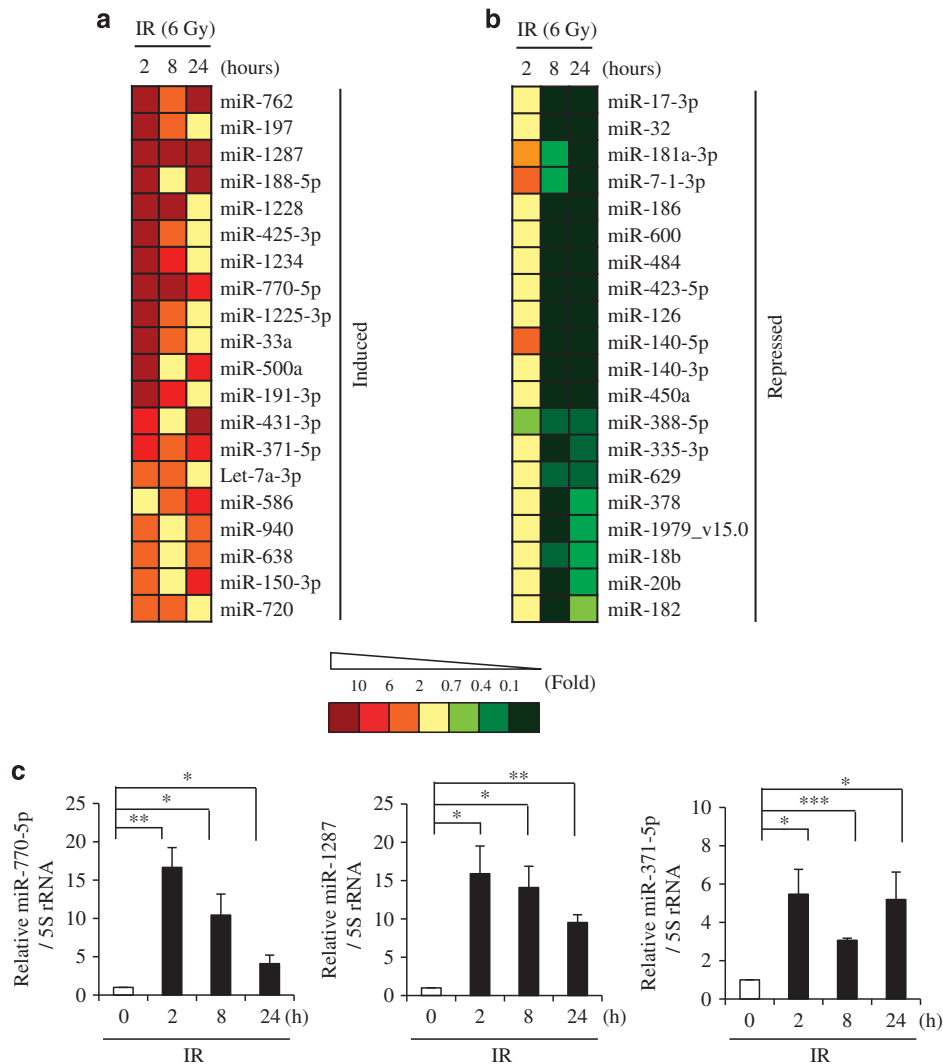 a
IR (6 Gy)
2 8 24 (hours)
miR-762
miR-197
miR-1287
miR-188-5p
miR-1228
miR-425-3p
miR-1234
miR-770-5p
miR-1225-3p
miR-33a
miR-500a
miR-191-3p
miR-431-3p
miR-371-5p
Let-7a-3p
miR-586
miR-940
miR-638
miR-150-3p
miR-720
Induced
b
IR (6 Gy)
2 8 24 (hours)
miR-17-3p
miR-32
miR-181a-3p
miR-7-1-3p
miR-186
miR-600
miR-484
miR-423-5p
miR-126
miR-140-5p
miR-140-3p
miR-450a
miR-388-5p
miR-335-3p
miR-629
miR-378
miR-1979_v15.0
miR-18b
miR-20b
miR-182
Repressed
10 6 2 0.7 0.4 0.1 (Fold)
c
Relative miR-770-5p
/ 5S rRNA
25
20
15
10
5
0
*
*
**
0 2 8 24 (h)
IR
Relative miR-1287
/ 5S rRNA
25
20
15
10
5
0
**
*
*
0 2 8 24 (h)
IR
Relative miR-371-5p
/ 5S rRNA
10
8
6
4
2
0
*
***
*
0 2 8 24 (h)
IR